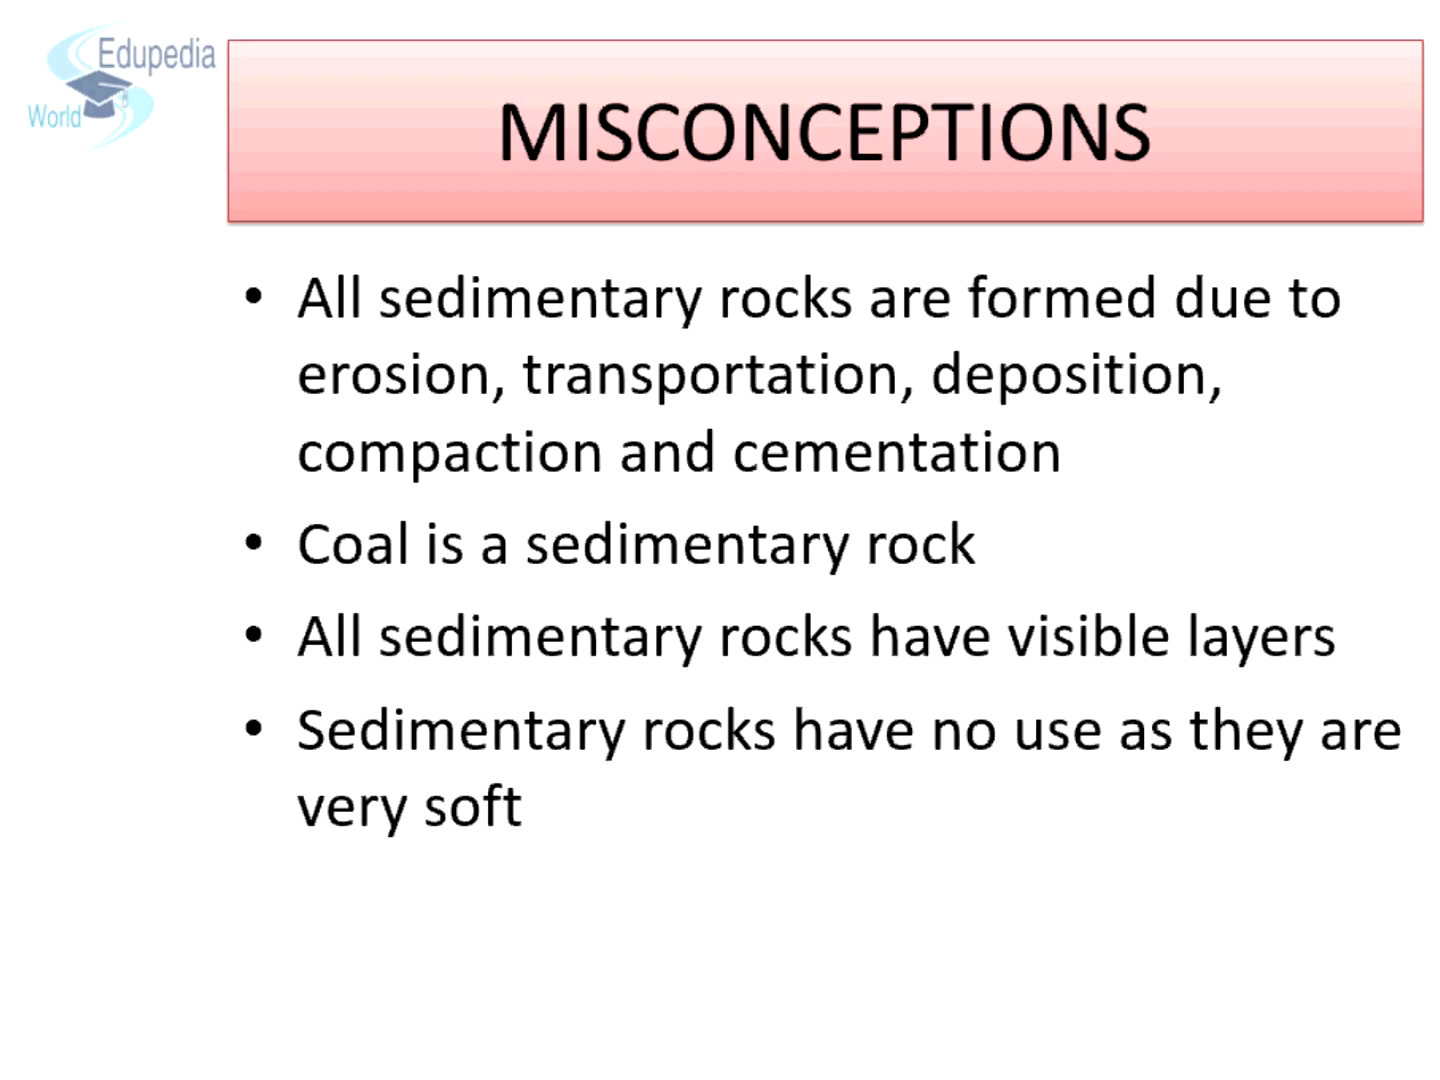 Edupedia
World
MISCONCEPTIONS
• All sedimentary rocks are formed due to
erosion, transportation, deposition,
compaction and cementation
• Coal is a sedimentary rock
• All sedimentary rocks have visible layers
• Sedimentary rocks have no use as they are
very soft